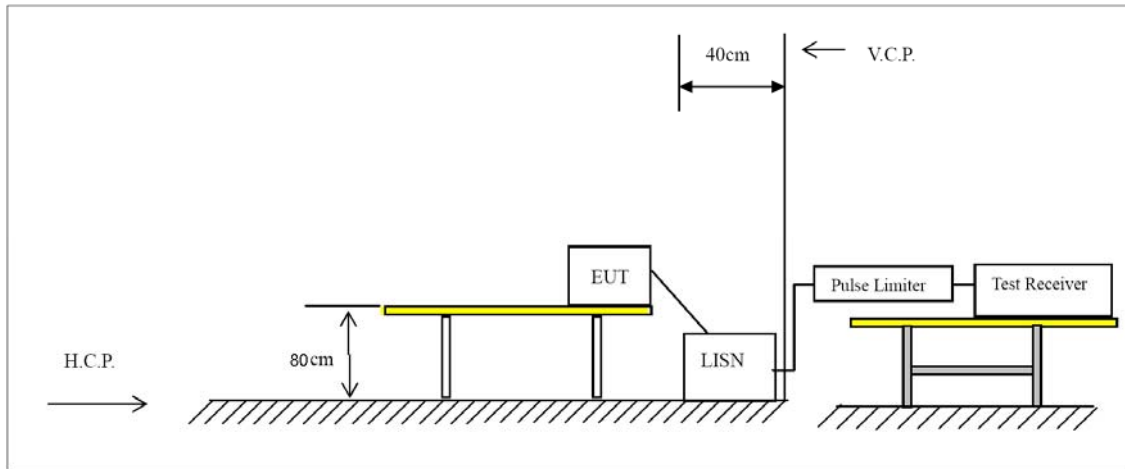 40cm
V.C.P.
EUT
Pulse Limiter
Test Receiver
H.C.P.
80cm
LISN